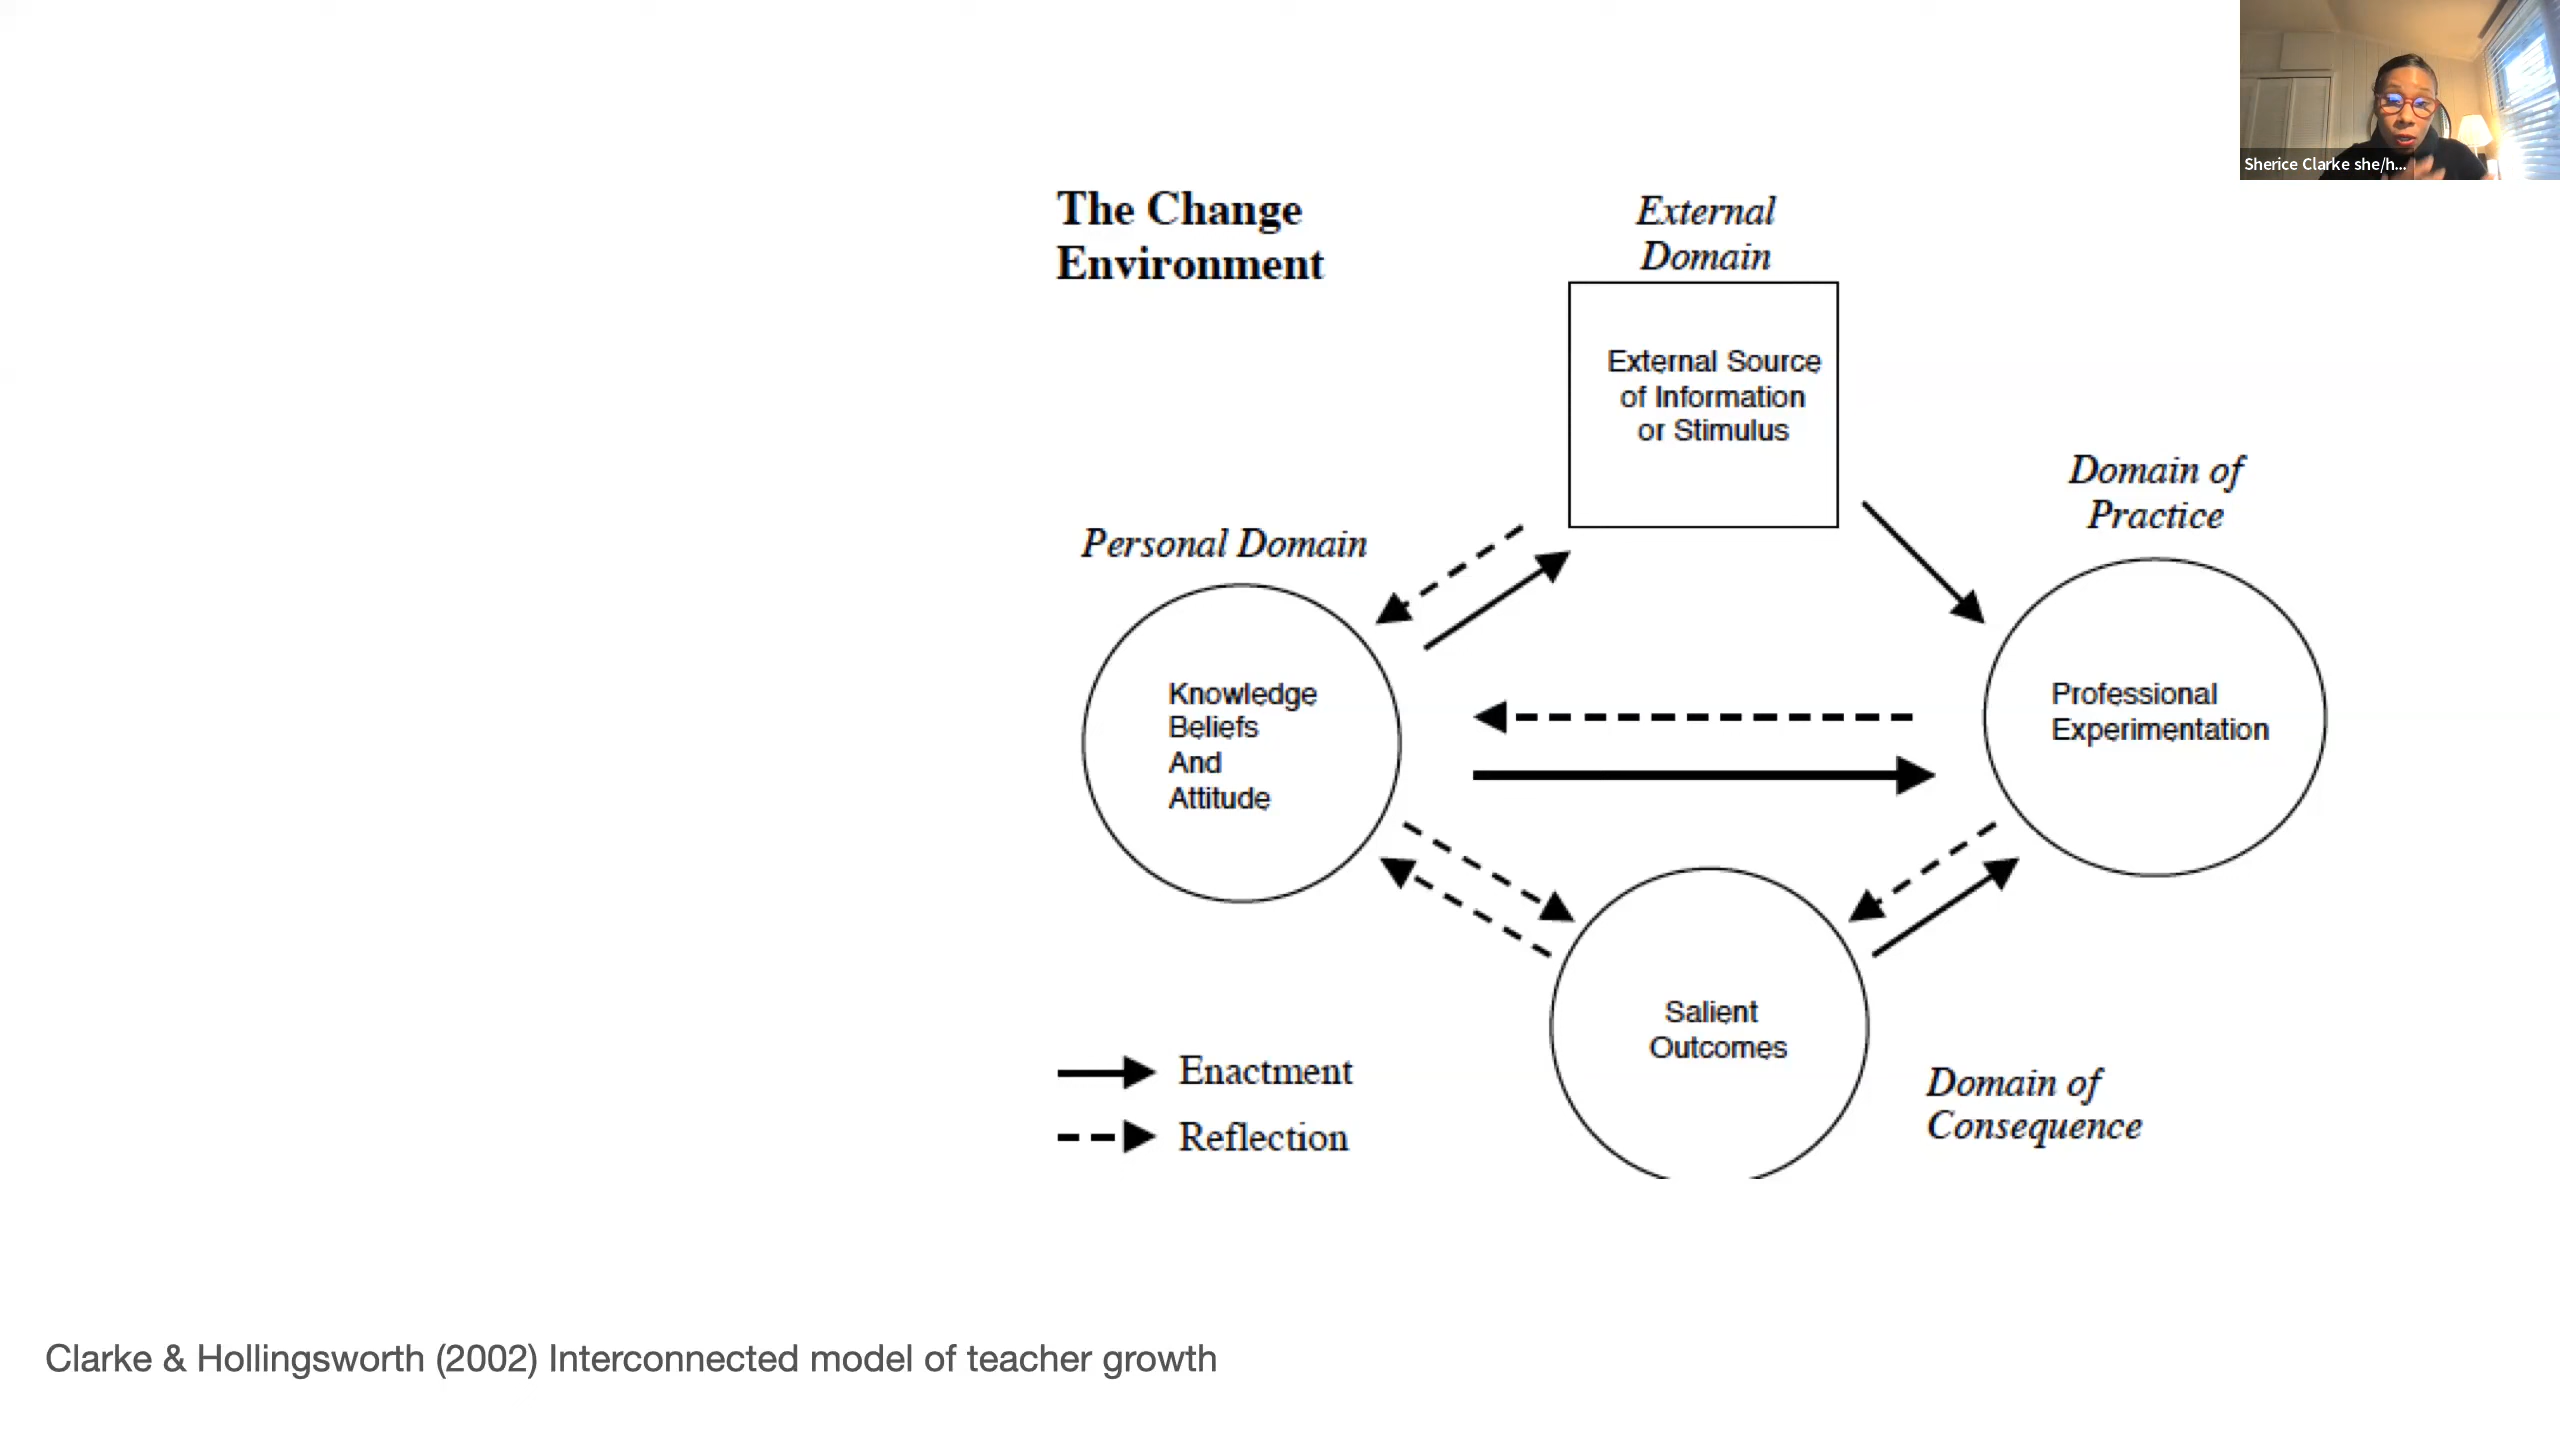 Sherice Clarke she/h...
The Change
Environment
External
Domain
External Source
of Information
or Stimulus
Domain of
Practice
Personal Domain
Knowledge
Beliefs
And
Attitude
Professional
Experimentation
Salient
Outcomes
Enactment
Reflection
Domain of
Consequence
Clarke & Hollingsworth (2002) Interconnected model of teacher growth